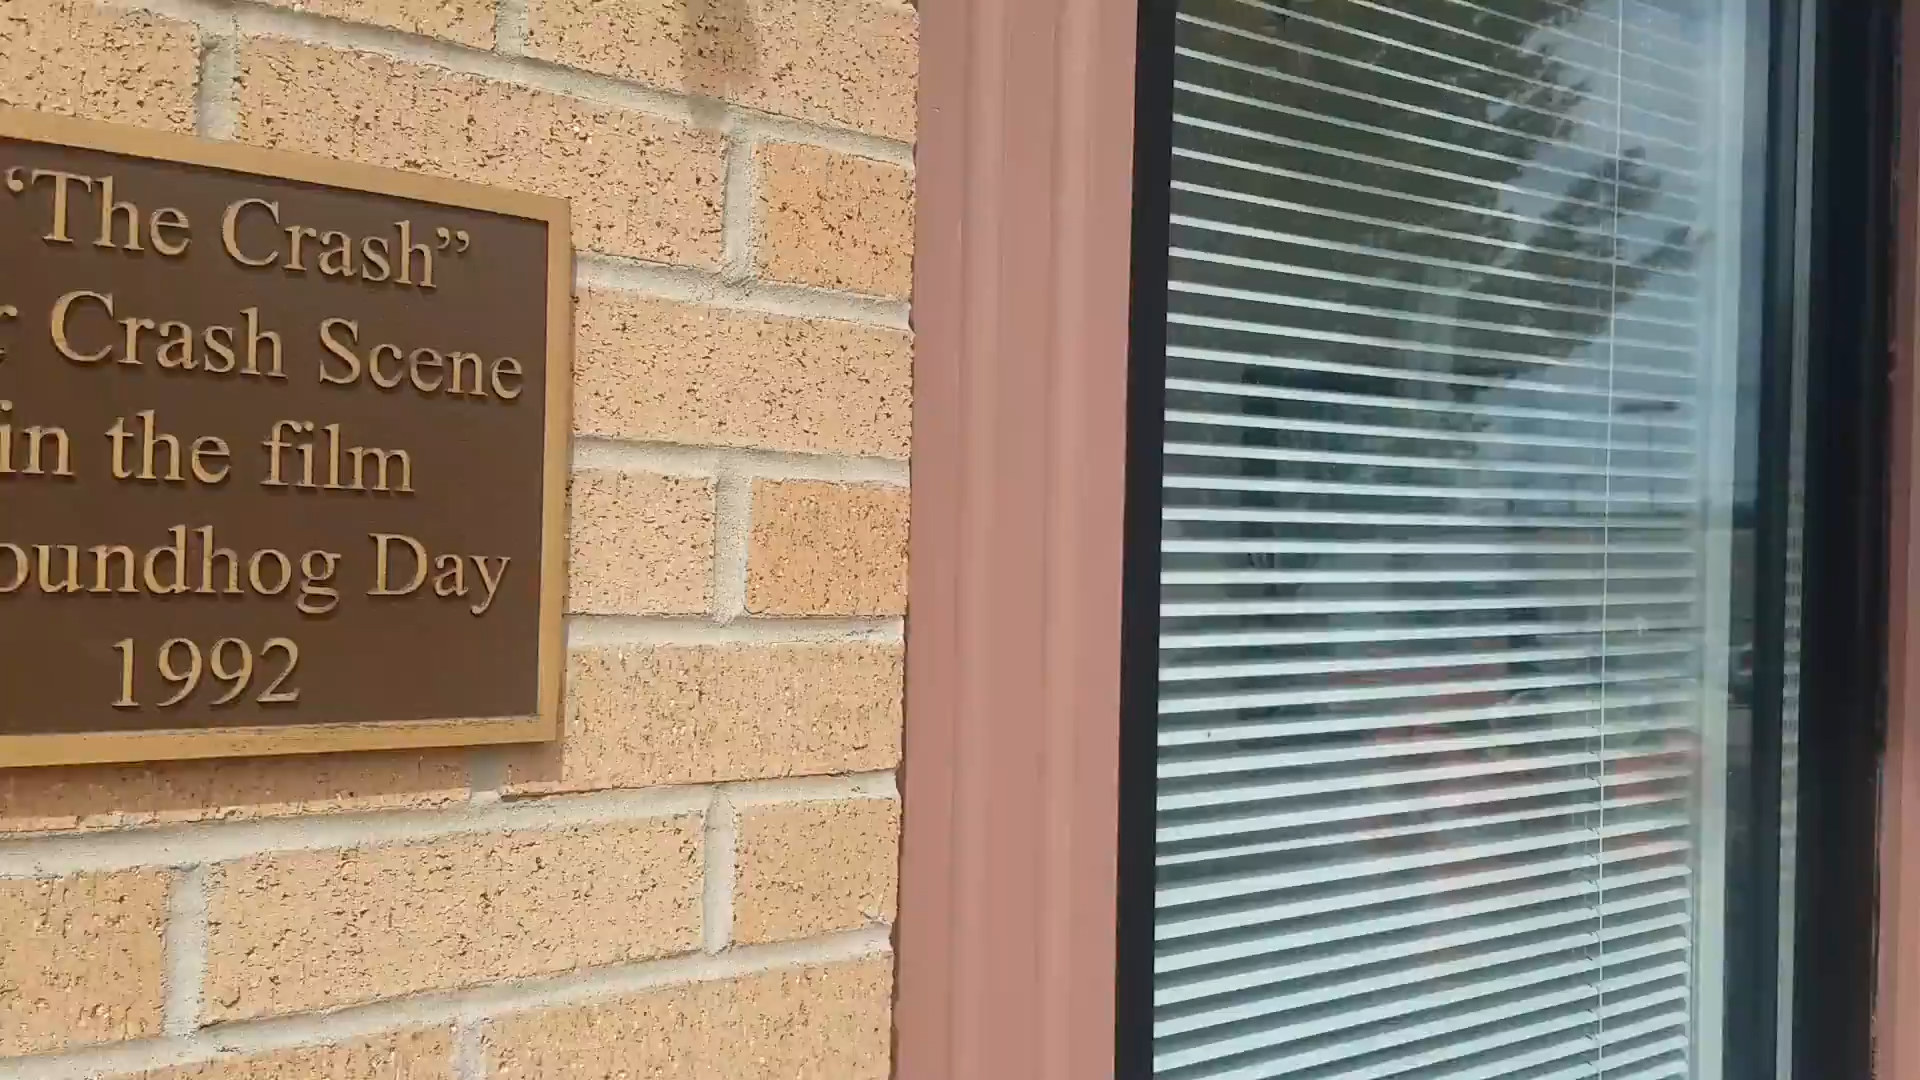 “The Crash”
Crash Scene
in the film
oundhog Day
1992